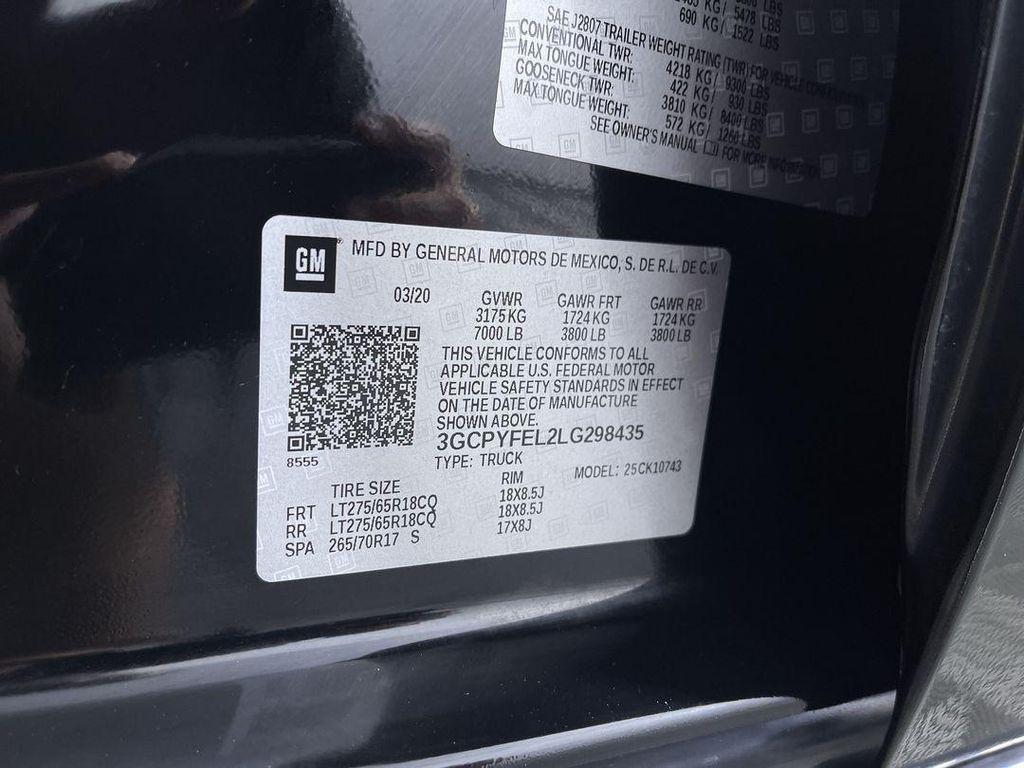 690 KG/ 1522 LBS
SAE J2807 TRAILER WEIGHT RATING (TWR) FOR VEHICLE
CONVENTIONAL TWR: 4218 KG/ 9300 LBS
MAX TONGUE WEIGHT: 422 KG/ 930 LBS
GOOSENECK TWR: 3810 KG/ 8400 LBS
MAX TONGUE WEIGHT: 572 KG/ 1260 LBS
SEE OWNER'S MANUAL FOR MORE INFORMATION
GM
MFD BY GENERAL MOTORS DE MEXICO, S. DE R.L. DE C.V.
03/20 GVWR GAWR FRT GAWR RR
3175 KG 1724 KG 1724 KG
7000 LB 3800 LB 3800 LB
THIS VEHICLE CONFORMS TO ALL
APPLICABLE U.S. FEDERAL MOTOR
VEHICLE SAFETY STANDARDS IN EFFECT
ON THE DATE OF MANUFACTURE
SHOWN ABOVE.
3GCPYFEL2LG298435
8555
TYPE: TRUCK MODEL: 25CK10743
TIRE SIZE RIM
FRT LT275/65R18CQ 18X8.5J
RR LT275/65R18CQ 18X8.5J
SPA 265/70R17 S 17X8J